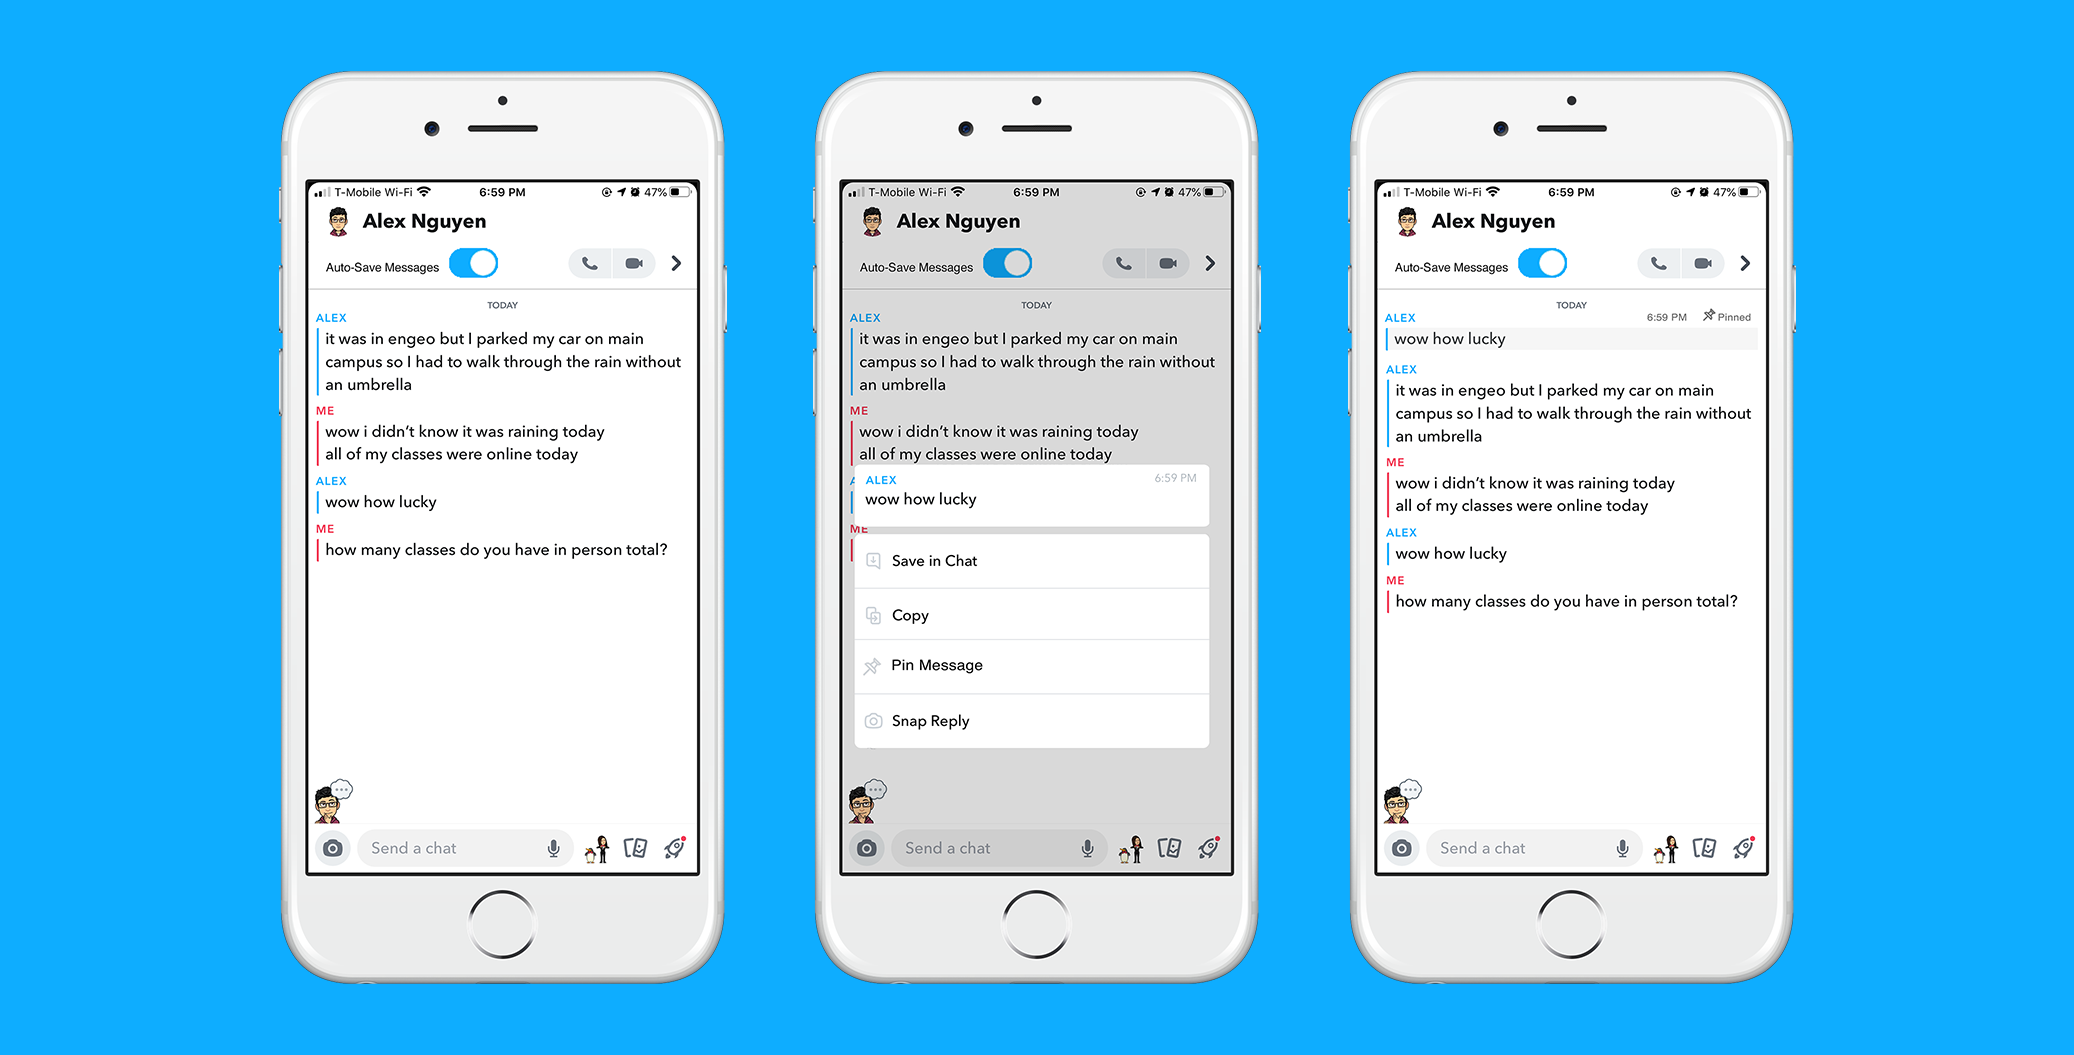 T-Mobile Wi-Fi 6:59 PM 47%
Alex Nguyen
Auto-Save Messages
TODAY
ALEX
it was in engeo but I parked my car on main
campus so I had to walk through the rain without
an umbrella
ME
wow i didn't know it was raining today
all of my classes were online today
ALEX
wow how lucky
ME
how many classes do you have in person total?
Send a chat
T-Mobile Wi-Fi 6:59 PM 47%
Alex Nguyen
Auto-Save Messages
TODAY
ALEX
it was in engeo but I parked my car on main
campus so I had to walk through the rain without
an umbrella
ME
wow i didn't know it was raining today
all of my classes were online today
ALEX 6:59 PM
wow how lucky
ME
Save in Chat
Copy
Pin Message
Snap Reply
Send a chat
T-Mobile Wi-Fi 6:59 PM 47%
Alex Nguyen
Auto-Save Messages
TODAY
ALEX 6:59 PM Pinned
wow how lucky
ALEX
it was in engeo but I parked my car on main
campus so I had to walk through the rain without
an umbrella
ME
wow i didn't know it was raining today
all of my classes were online today
ALEX
wow how lucky
ME
how many classes do you have in person total?
Send a chat